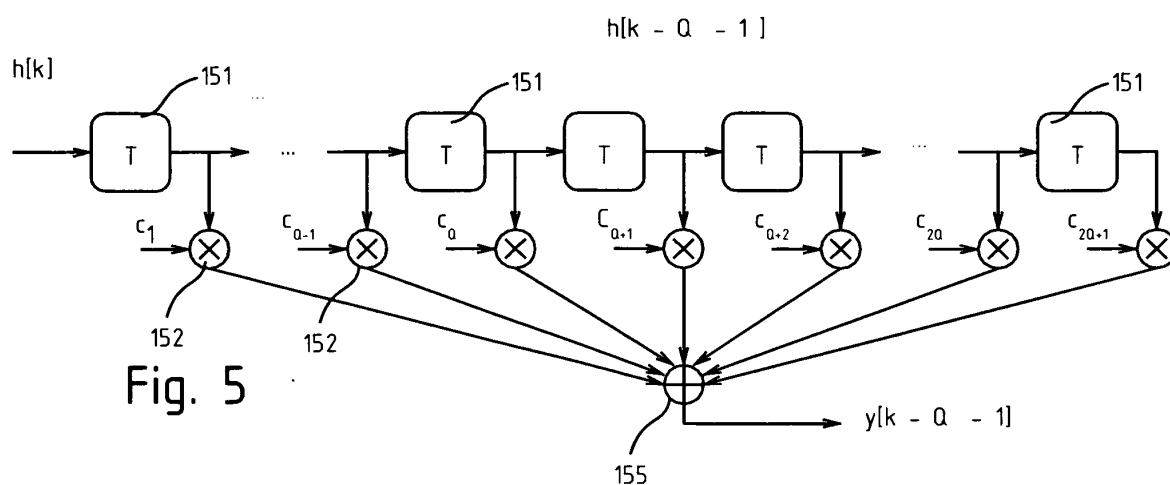 h[k - Q - 1]
h[k]
151
...
151
151
T
...
T
T
T
...
T
c1
cQ-1
cQ
CQ+1
cQ+2
c2Q
c2Q+1
152
152
Fig. 5
155
y[k - Q - 1]